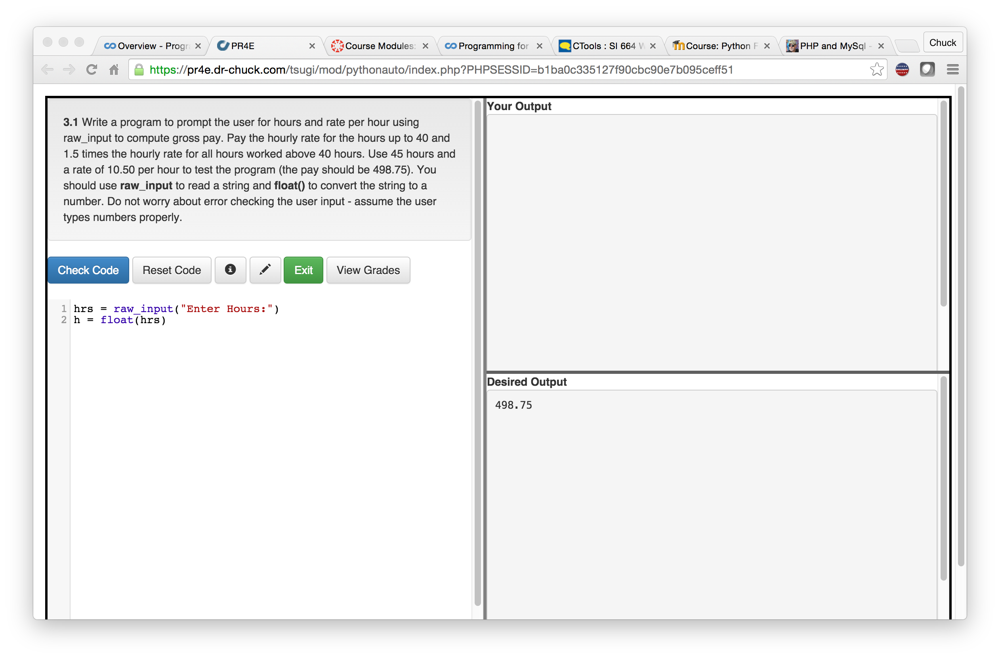 Overview - Progr
PR4E
Course Modules:
Programming for
CTools : SI 664 W
Course: Python F
PHP and MySql -
Chuck
https://pr4e.dr-chuck.com/tsugi/mod/pythonauto/index.php?PHPSESSID=b1ba0c335127f90cbc90e7b095ceff51
DRUMPF
3.1 Write a program to prompt the user for hours and rate per hour using
raw_input to compute gross pay. Pay the hourly rate for the hours up to 40 and
1.5 times the hourly rate for all hours worked above 40 hours. Use 45 hours and
a rate of 10.50 per hour to test the program (the pay should be 498.75). You
should use raw_input to read a string and float() to convert the string to a
number. Do not worry about error checking the user input - assume the user
types numbers properly.
Check Code
Reset Code
Exit
View Grades
1 hrs = raw_input("Enter Hours:")
2 h = float(hrs)
Your Output
Desired Output
498.75